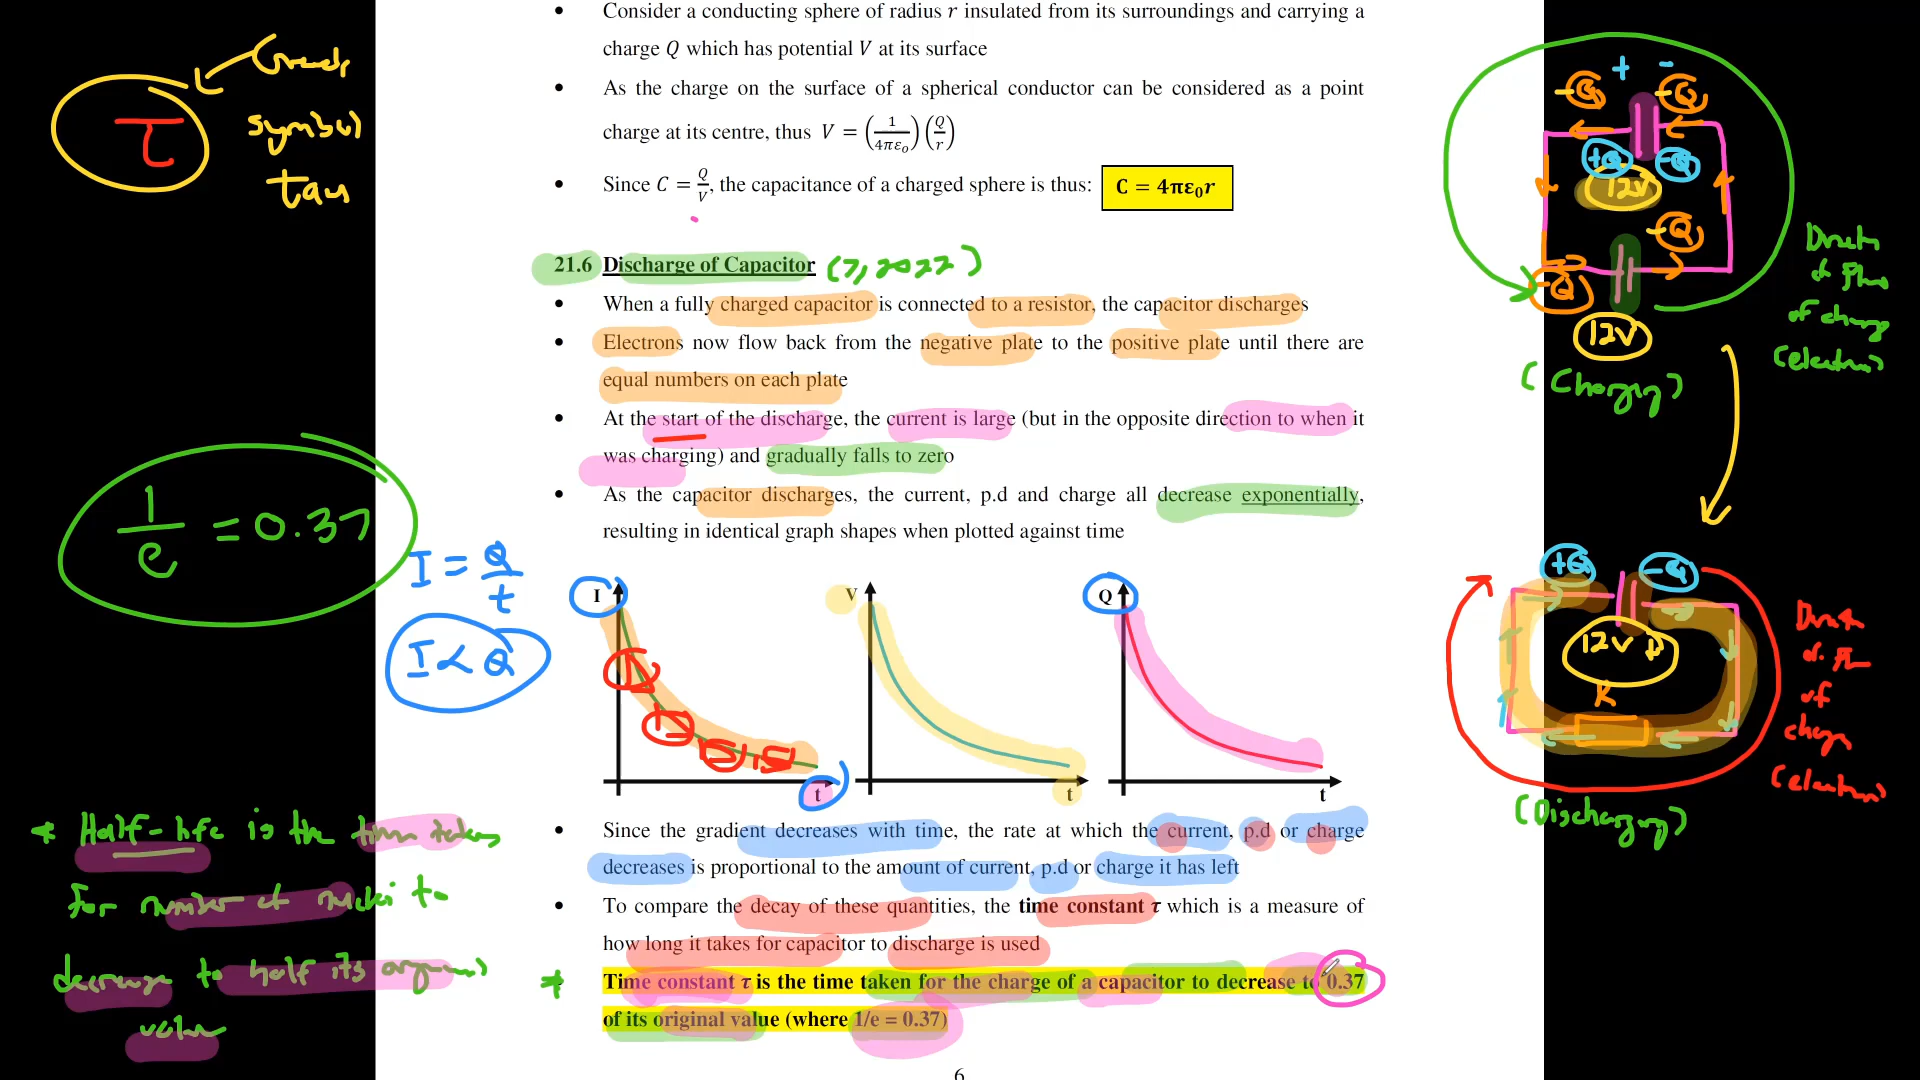 • Consider a conducting sphere of radius r insulated from its surroundings and carrying a
charge Q which has potential V at its surface
• As the charge on the surface of a spherical conductor can be considered as a point
charge at its centre, thus V = (1/4πε₀)(Q/r)
• Since C = Q/V, the capacitance of a charged sphere is thus: C = 4πε₀r
21.6 Discharge of Capacitor (7, 2022)
• When a fully charged capacitor is connected to a resistor, the capacitor discharges
• Electrons now flow back from the negative plate to the positive plate until there are
equal numbers on each plate
• At the start of the discharge, the current is large (but in the opposite direction to when it
was charging) and gradually falls to zero
• As the capacitor discharges, the current, p.d and charge all decrease exponentially,
resulting in identical graph shapes when plotted against time
I
t
V
t
Q
t
• Since the gradient decreases with time, the rate at which the current, p.d or charge
decreases is proportional to the amount of current, p.d or charge it has left
• To compare the decay of these quantities, the time constant τ which is a measure of
how long it takes for capacitor to discharge is used
Time constant τ is the time taken for the charge of a capacitor to decrease to 0.37
of its original value (where 1/e = 0.37)
6
τ
Greek
symbol
tau
1/e = 0.37
I = Q/t
I ∝ Q
* Half-life is the time taken
for number of nuclei to
decrease to half its original
value
+ -
-Q -Q
+Q -Q
12V
-Q
-Q
12V
(Charging)
of flow
of charge
(electrons)
+Q -Q
12V
R
of
charge
(electrons)
(Discharging)